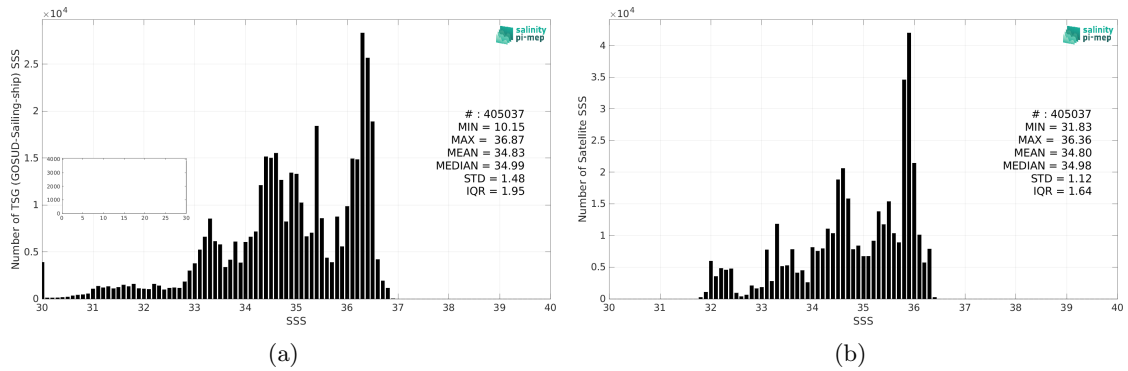 ×10⁴
salinity
pi-mep
# : 405037
MIN = 10.15
MAX = 36.87
MEAN = 34.83
MEDIAN = 34.99
STD = 1.48
IQR = 1.95
Number of TSG (GOSUD-Sailing-ship) SSS
2.5
2
1.5
1
0.5
0
4000
3000
2000
1000
0
0 5 10 15 20 25 30
30 31 32 33 34 35 36 37 38 39 40
SSS
(a)
×10⁴
salinity
pi-mep
# : 405037
MIN = 31.83
MAX = 36.36
MEAN = 34.80
MEDIAN = 34.98
STD = 1.12
IQR = 1.64
Number of Satellite SSS
4
3.5
3
2.5
2
1.5
1
0.5
0
30 31 32 33 34 35 36 37 38 39 40
SSS
(b)